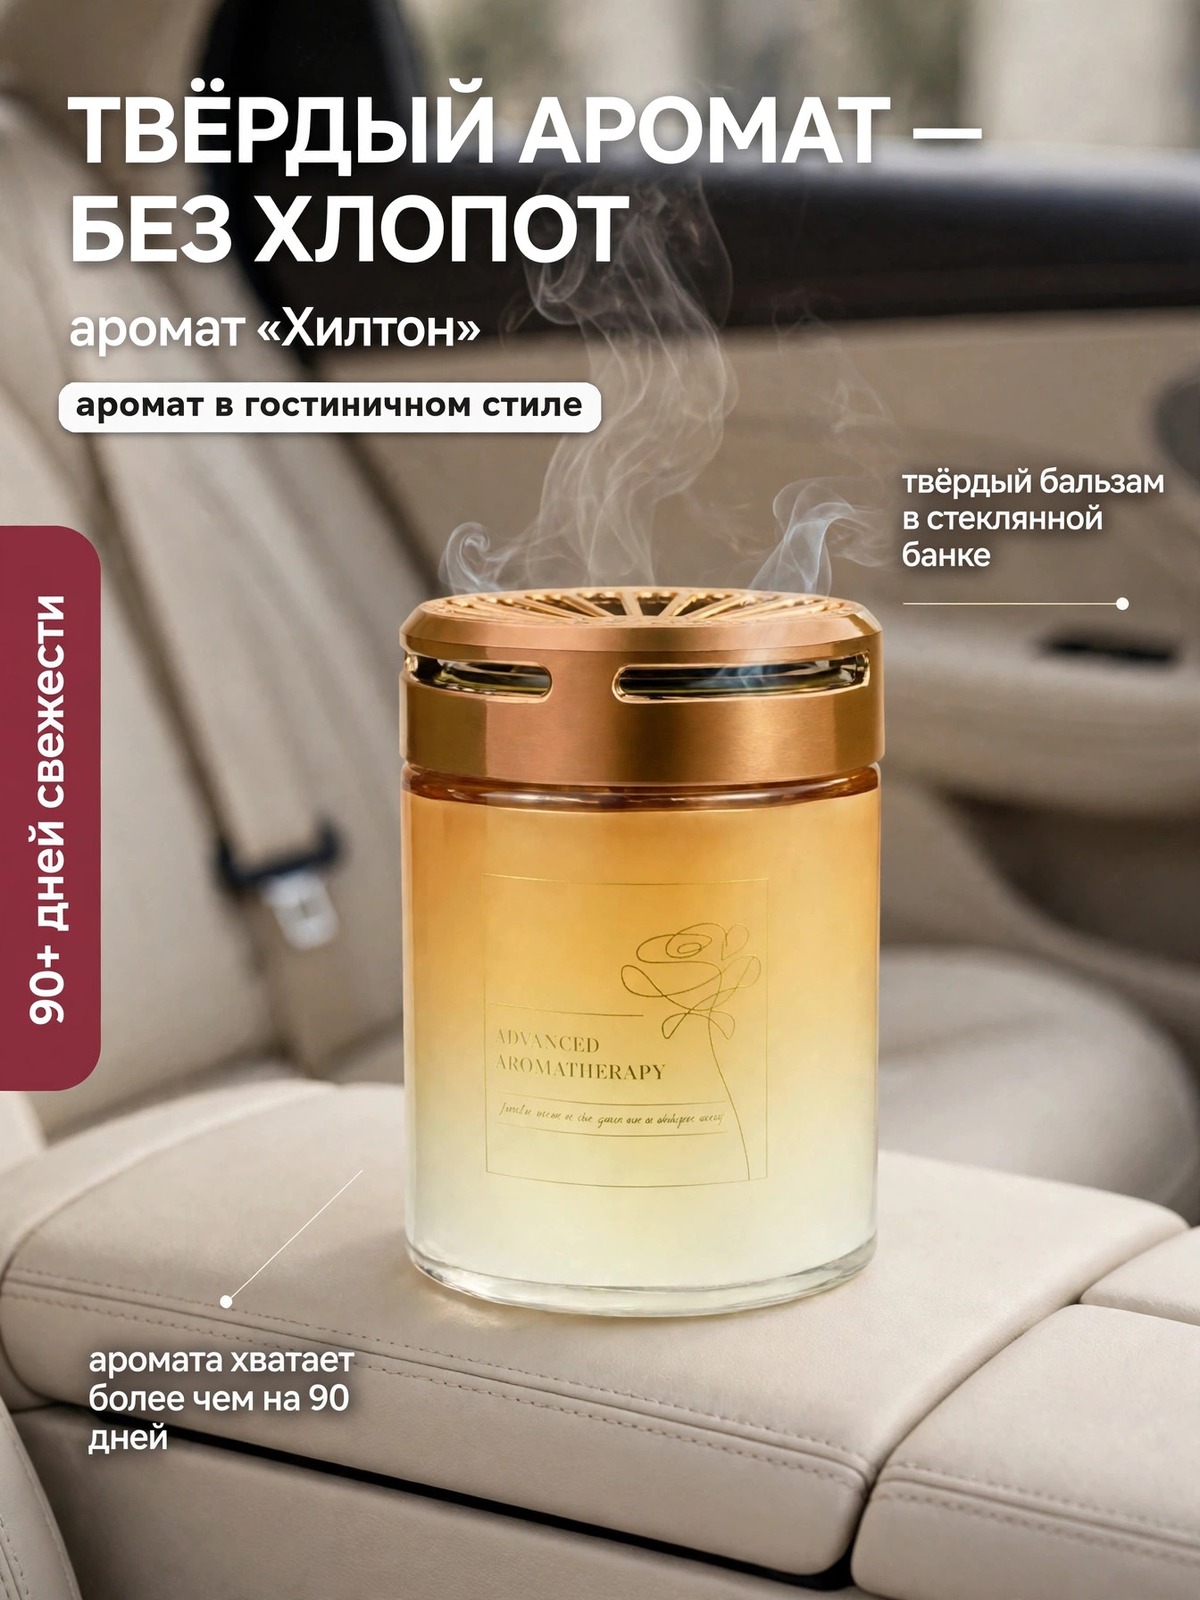 ТВЁРДЫЙ АРОМАТ —
БЕЗ ХЛОПОТ
аромат «Хилтон»
аромат в гостиничном стиле
твёрдый бальзам
в стеклянной
банке
90+ дней свежести
ADVANCED
AROMATHERAPY
аромата хватает
более чем на 90
дней